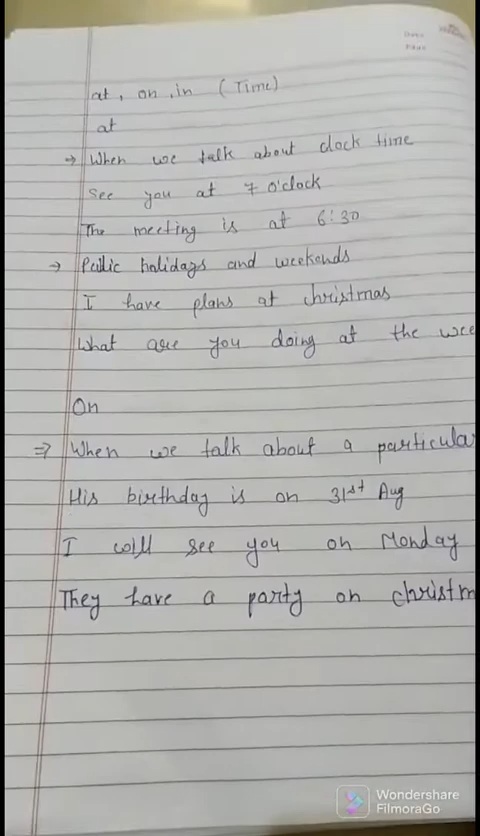 Date
at, on, in (Time)
at
→ When we talk about clock time
See you at 7 o'clock
The meeting is at 6:30
→ Public holidays and weekends
I have plans at christmas
What are you doing at the wee
On
⇒ When we talk about a particula
His birthday is on 31st Aug
I will see you on Monday
They have a party on christm
Wondershare
FilmoraGo